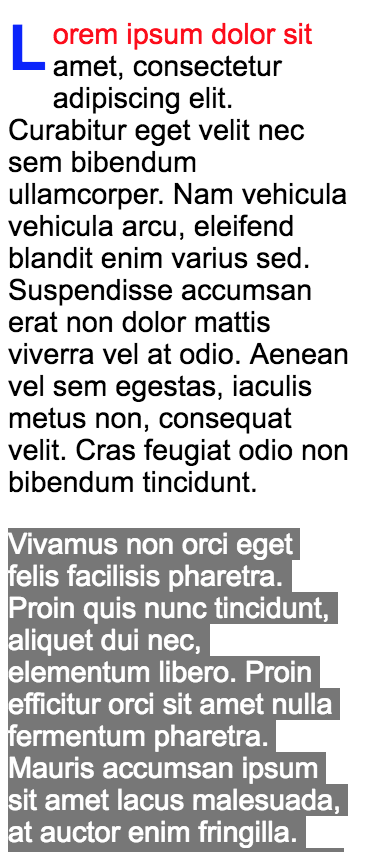 Lorem ipsum dolor sit
amet, consectetur
adipiscing elit.
Curabitur eget velit nec
sem bibendum
ullamcorper. Nam vehicula
vehicula arcu, eleifend
blandit enim varius sed.
Suspendisse accumsan
erat non dolor mattis
viverra vel at odio. Aenean
vel sem egestas, iaculis
metus non, consequat
velit. Cras feugiat odio non
bibendum tincidunt.
Vivamus non orci eget
felis facilisis pharetra.
Proin quis nunc tincidunt,
aliquet dui nec,
elementum libero. Proin
efficitur orci sit amet nulla
fermentum pharetra.
Mauris accumsan ipsum
sit amet lacus malesuada,
at auctor enim fringilla.